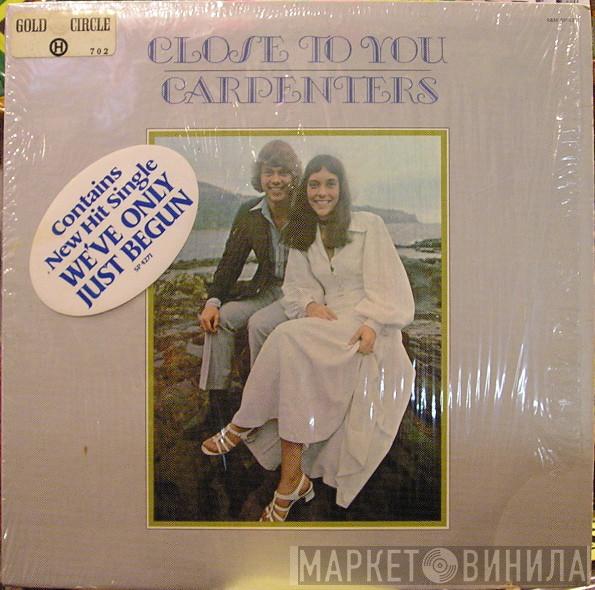 GOLD CIRCLE
H
702
CLOSE TO YOU
CARPENTERS
Contains
New Hit Single
WE'VE ONLY
JUST BEGUN
SP 4271
МАРКЕТ ВИНИЛА